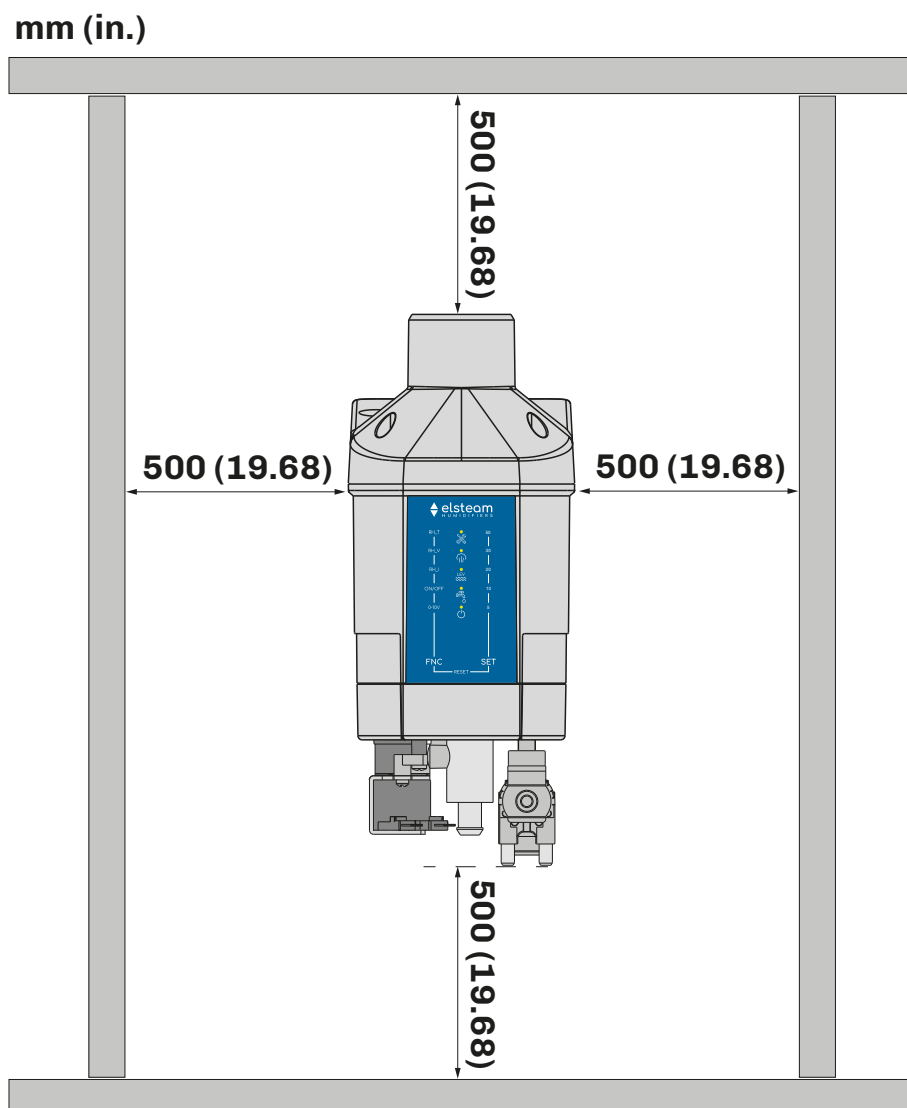 mm (in.)
500 (19.68)
500 (19.68)
500 (19.68)
elsteam
HUMIDIFIERS
RH_V
RH_I
LEV
ON/OFF
0-10V
FNC
SET
RESET
500 (19.68)